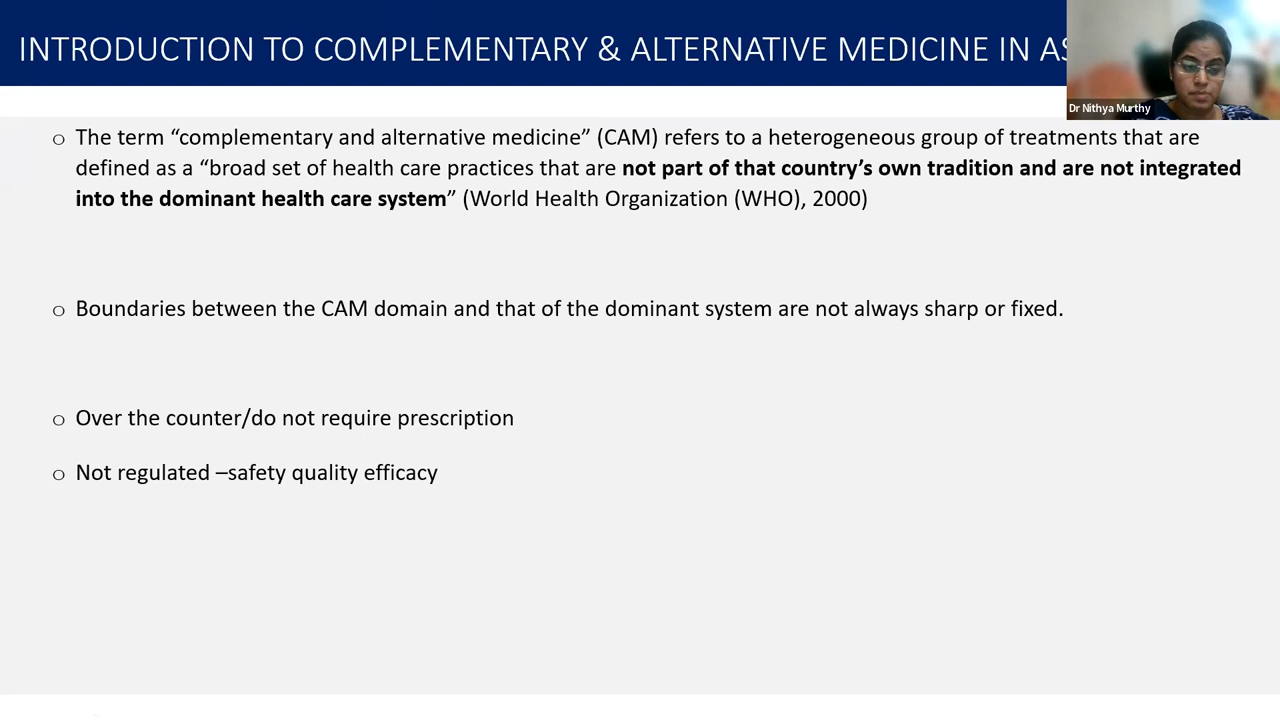 INTRODUCTION TO COMPLEMENTARY & ALTERNATIVE MEDICINE IN
Dr Nithya Murthy
○ The term “complementary and alternative medicine” (CAM) refers to a heterogeneous group of treatments that are
defined as a “broad set of health care practices that are not part of that country’s own tradition and are not integrated
into the dominant health care system” (World Health Organization (WHO), 2000)
○ Boundaries between the CAM domain and that of the dominant system are not always sharp or fixed.
○ Over the counter/do not require prescription
○ Not regulated –safety quality efficacy